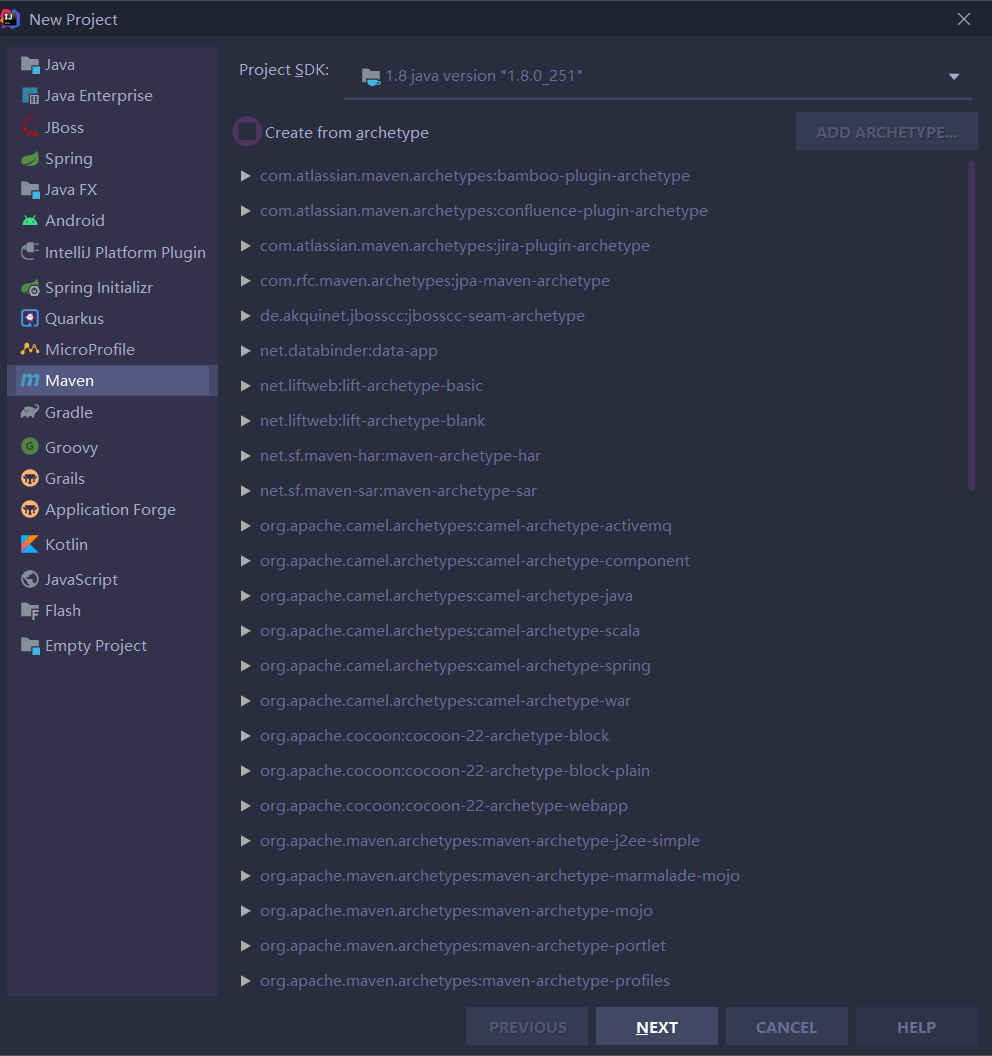 New Project
Java
Java Enterprise
JBoss
Spring
Java FX
Android
IntelliJ Platform Plugin
Spring Initializr
Quarkus
MicroProfile
Maven
Gradle
Groovy
Grails
Application Forge
Kotlin
JavaScript
Flash
Empty Project
Project SDK: 1.8 java version "1.8.0_251"
Create from archetype ADD ARCHETYPE...
com.atlassian.maven.archetypes:bamboo-plugin-archetype
com.atlassian.maven.archetypes:confluence-plugin-archetype
com.atlassian.maven.archetypes:jira-plugin-archetype
com.rfc.maven.archetypes:jpa-maven-archetype
de.akquinet.jbosscc:jbosscc-seam-archetype
net.databinder:data-app
net.liftweb:lift-archetype-basic
net.liftweb:lift-archetype-blank
net.sf.maven-har:maven-archetype-har
net.sf.maven-sar:maven-archetype-sar
org.apache.camel.archetypes:camel-archetype-activemq
org.apache.camel.archetypes:camel-archetype-component
org.apache.camel.archetypes:camel-archetype-java
org.apache.camel.archetypes:camel-archetype-scala
org.apache.camel.archetypes:camel-archetype-spring
org.apache.camel.archetypes:camel-archetype-war
org.apache.cocoon:cocoon-22-archetype-block
org.apache.cocoon:cocoon-22-archetype-block-plain
org.apache.cocoon:cocoon-22-archetype-webapp
org.apache.maven.archetypes:maven-archetype-j2ee-simple
org.apache.maven.archetypes:maven-archetype-marmalade-mojo
org.apache.maven.archetypes:maven-archetype-mojo
org.apache.maven.archetypes:maven-archetype-portlet
org.apache.maven.archetypes:maven-archetype-profiles
PREVIOUS NEXT CANCEL HELP